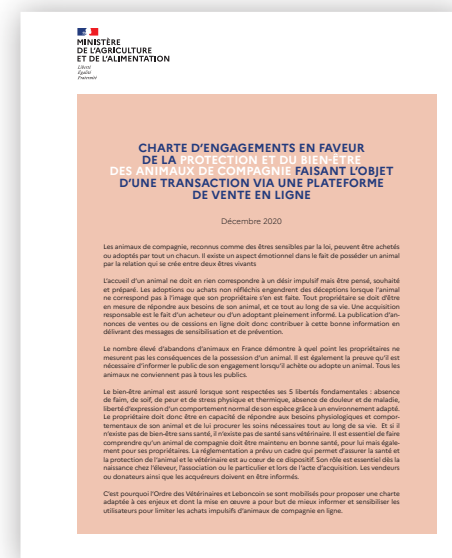 MINISTÈRE
DE L'AGRICULTURE
ET DE L'ALIMENTATION
Liberté
Égalité
Fraternité
CHARTE D'ENGAGEMENTS EN FAVEUR
DE LA PROTECTION ET DU BIEN-ÊTRE
DES ANIMAUX DE COMPAGNIE FAISANT L'OBJET
D'UNE TRANSACTION VIA UNE PLATEFORME
DE VENTE EN LIGNE
Décembre 2020
Les animaux de compagnie, reconnus comme des êtres sensibles par la loi, peuvent être achetés
ou adoptés par tout un chacun. Il existe un aspect émotionnel dans le fait de posséder un animal
par la relation qui se crée entre deux êtres vivants
L'accueil d'un animal ne doit en rien correspondre à un désir impulsif mais être pensé, souhaité
et préparé. Les adoptions ou achats non réfléchis engendrent des déceptions lorsque l'animal
ne correspond pas à l'image que son propriétaire s'en est faite. Tout propriétaire se doit d'être
en mesure de répondre aux besoins de son animal, et ce tout au long de sa vie. Une acquisition
responsable est le fait d'un acheteur ou d'un adoptant pleinement informé. La publication d'an-
nonces de ventes ou de cessions en ligne doit donc contribuer à cette bonne information en
délivrant des messages de sensibilisation et de prévention.
Le nombre élevé d'abandons d'animaux en France démontre à quel point les propriétaires ne
mesurent pas les conséquences de la possession d'un animal. Il est également la preuve qu'il est
nécessaire d'informer le public de son engagement lorsqu'il achète ou adopte un animal. Tous les
animaux ne conviennent pas à tous les publics.
Le bien-être animal est assuré lorsque sont respectées ses 5 libertés fondamentales : absence
de faim, de soif, de peur et de stress physique et thermique, absence de douleur et de maladie,
liberté d'expression d'un comportement normal de son espèce grâce à un environnement adapté.
Le propriétaire doit donc être en capacité de répondre aux besoins physiologiques et compor-
tementaux de son animal et de lui procurer les soins nécessaires tout au long de sa vie. Et si il
n'existe pas de bien-être sans santé, il n'existe pas de santé sans vétérinaire. Il est essentiel de faire
comprendre qu'un animal de compagnie doit être maintenu en bonne santé, pour lui mais égale-
ment pour ses propriétaires. La réglementation a prévu un cadre qui permet d'assurer la santé et
la protection de l'animal et le vétérinaire est au cœur de ce dispositif. Son rôle est essentiel dès la
naissance chez l'éleveur, l'association ou le particulier et lors de l'acte d'acquisition. Les vendeurs
ou donateurs ainsi que les acquéreurs doivent en être informés.
C'est pourquoi l'Ordre des Vétérinaires et Leboncoin se sont mobilisés pour proposer une charte
adaptée à ces enjeux et dont la mise en œuvre a pour but de mieux informer et sensibiliser les
utilisateurs pour limiter les achats impulsifs d'animaux de compagnie en ligne.